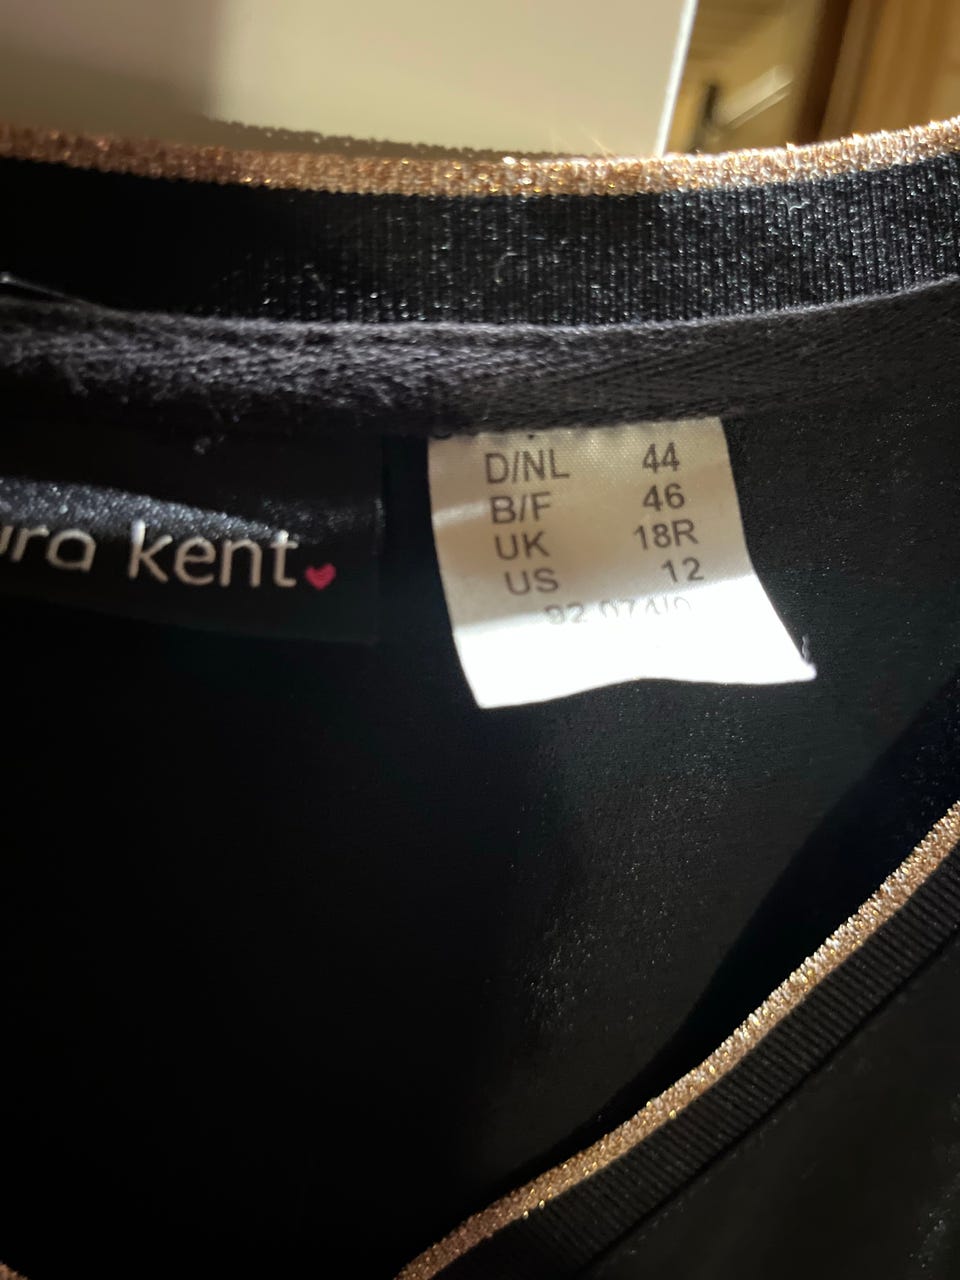 ura kent
D/NL 44
B/F 46
UK 18R
US 12